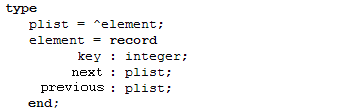 type
plist = ^element;
element = record
key : integer;
next : plist;
previous : plist;
end;